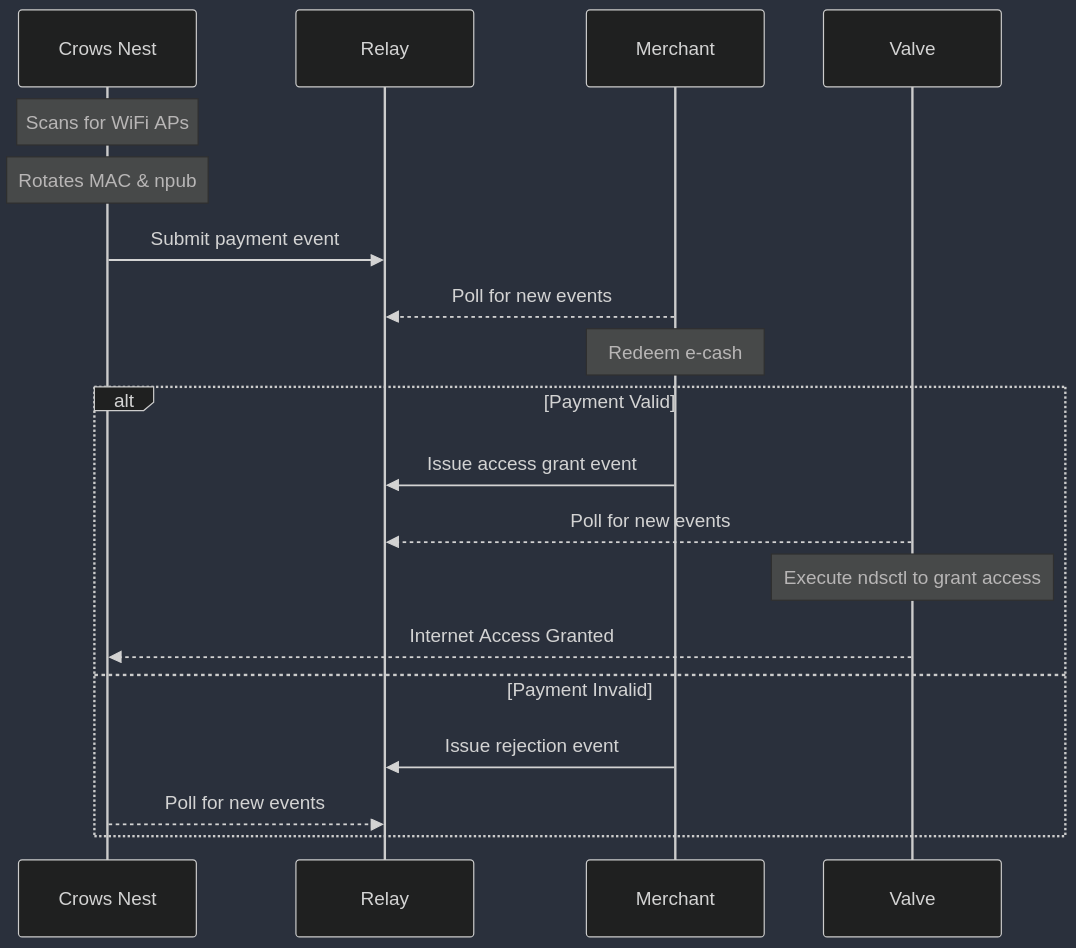 Crows Nest
Relay
Merchant
Valve
Scans for WiFi APs
Rotates MAC & npub
Submit payment event
Poll for new events
Redeem e-cash
alt
[Payment Valid]
Issue access grant event
Poll for new events
Execute ndsctl to grant access
Internet Access Granted
[Payment Invalid]
Issue rejection event
Poll for new events
Crows Nest
Relay
Merchant
Valve